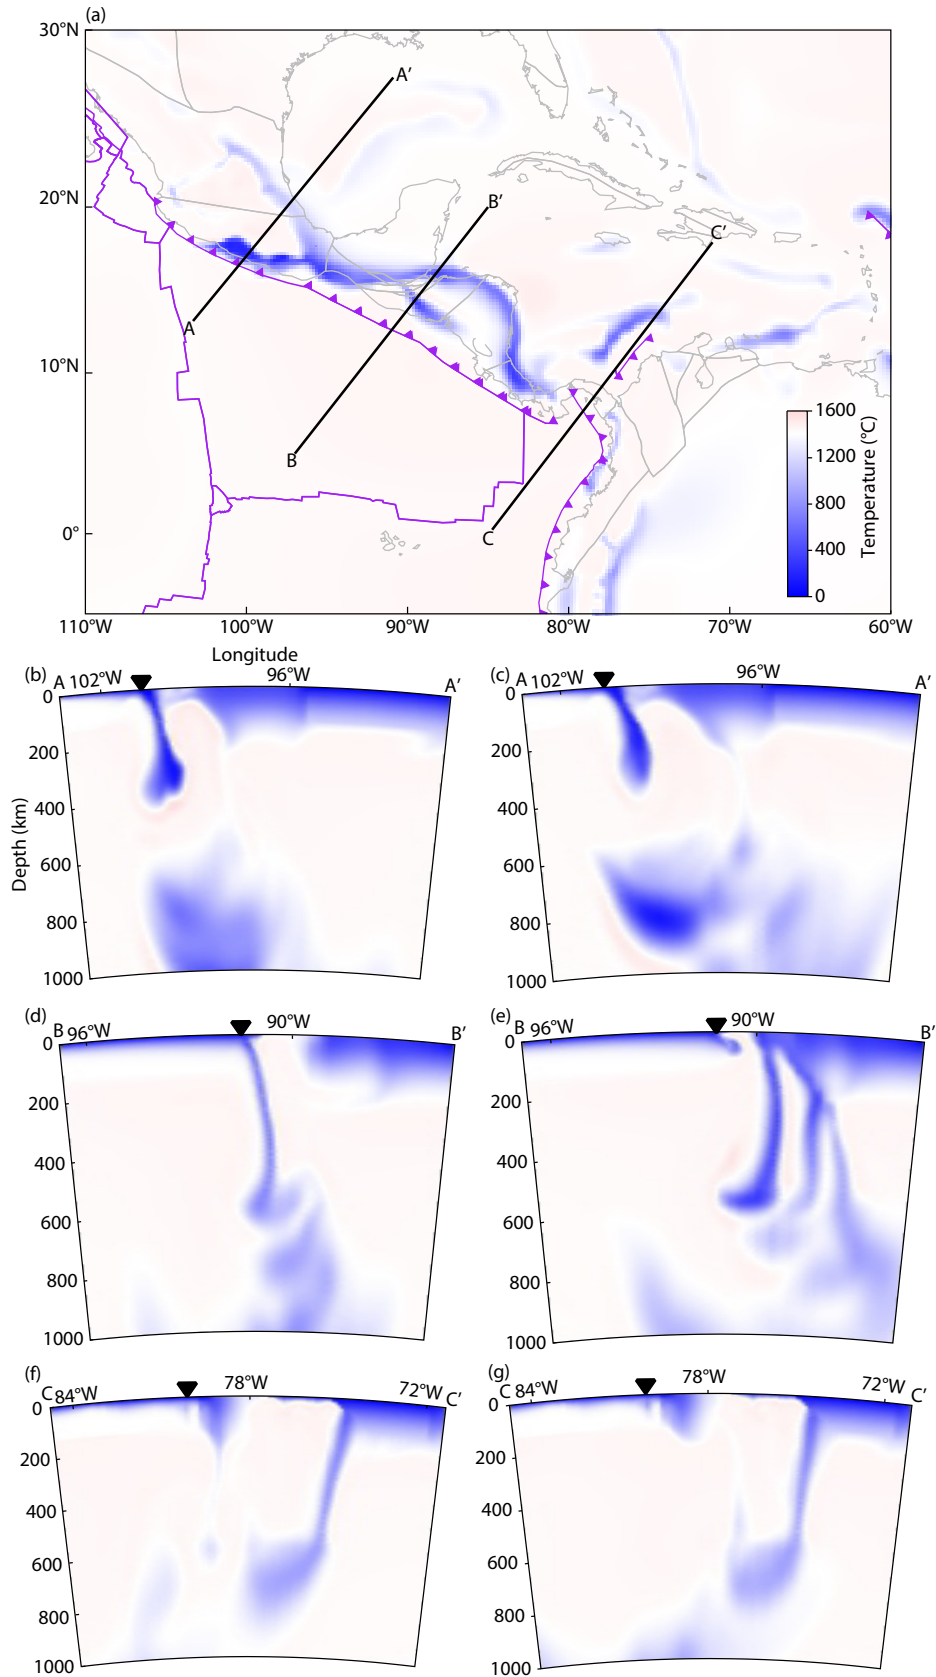 (a)
30°N
20°N
10°N
0°
A'
B'
C'
A
B
C
1600
1200
800
400
0
Temperature (°C)
110°W 100°W 90°W 80°W 70°W 60°W
Longitude
(b) A 102°W 96°W A'
0
200
400
600
800
1000
Depth (km)
(c) A 102°W 96°W A'
0
200
400
600
800
1000
(d) B 96°W 90°W B'
0
200
400
600
800
1000
(e) B 96°W 90°W B'
0
200
400
600
800
1000
(f) C 84°W 78°W 72°W C'
0
200
400
600
800
1000
(g) C 84°W 78°W 72°W C'
0
200
400
600
800
1000